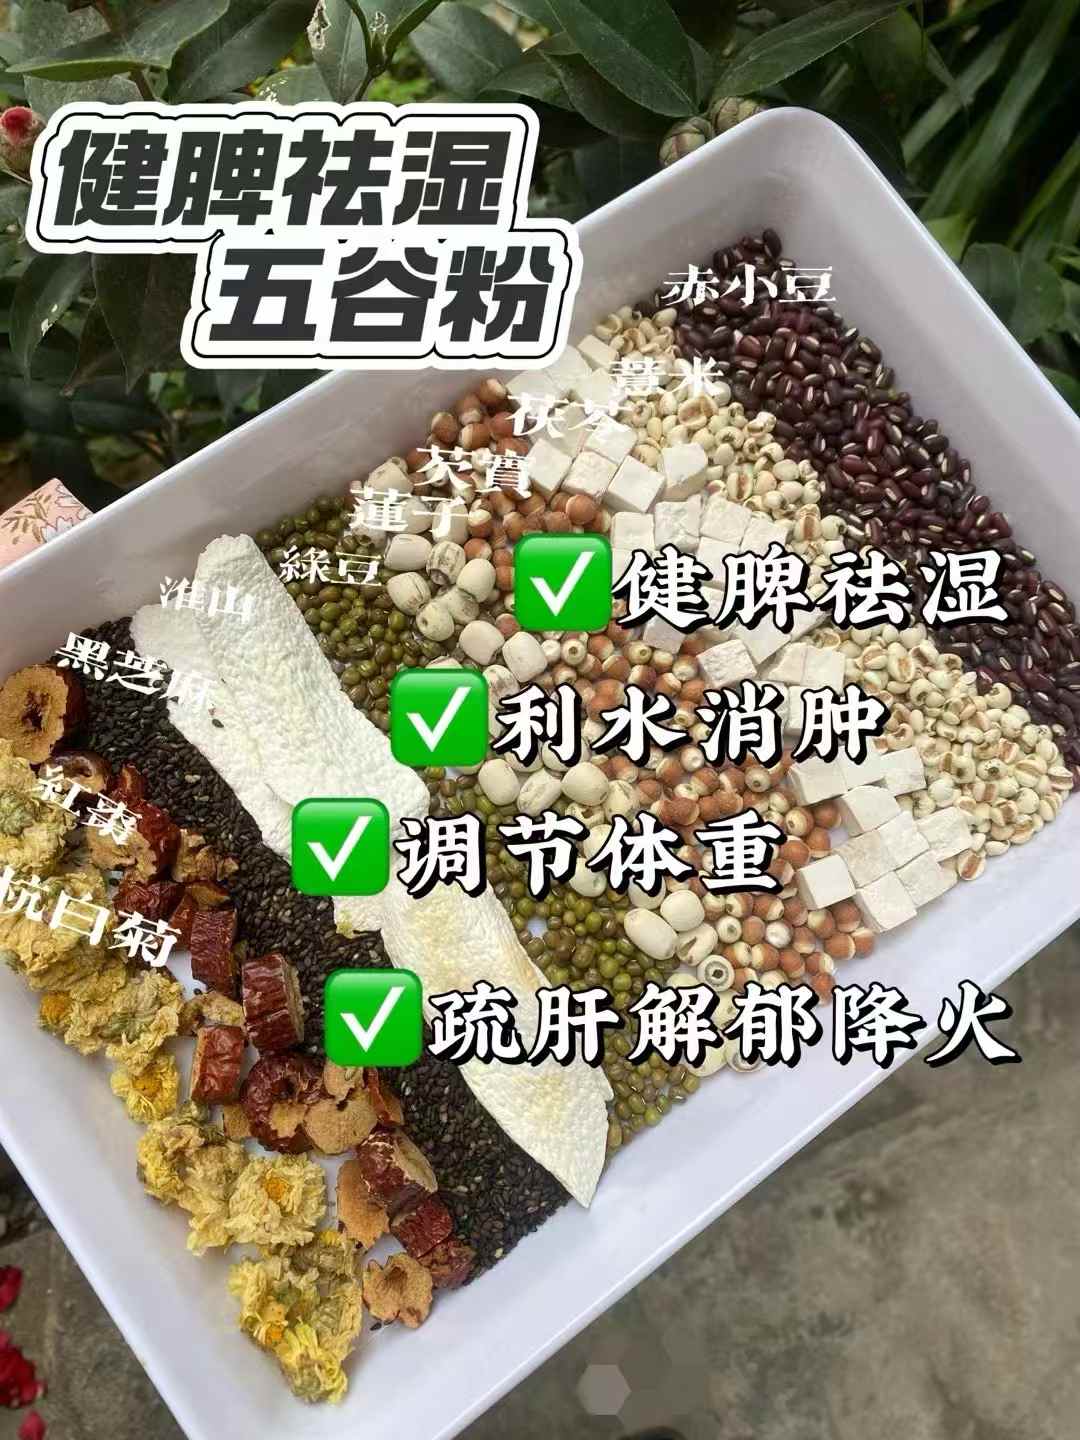 健脾祛湿
五谷粉
赤小豆
薏米
茯苓
芡實
蓮子
綠豆
淮山
黑芝麻
紅棗
杭白菊
✅健脾祛湿
✅利水消肿
✅调节体重
✅疏肝解郁降火